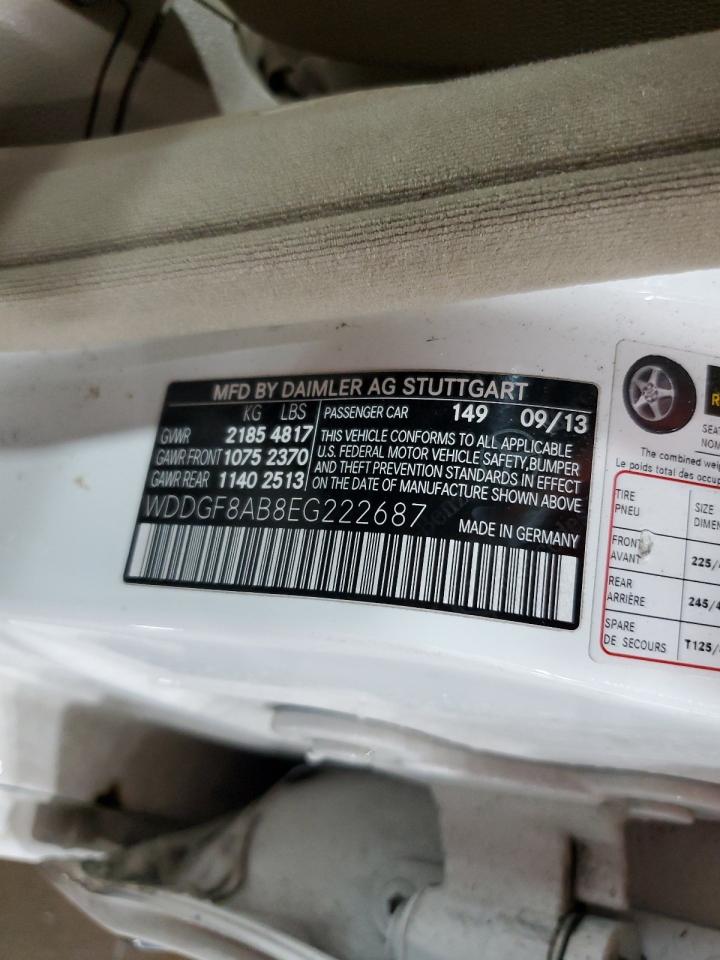 MFD BY DAIMLER AG STUTTGART
KG LBS
GVWR 2185 4817
GAWR FRONT 1075 2370
GAWR REAR 1140 2513
PASSENGER CAR 149 09/13
THIS VEHICLE CONFORMS TO ALL APPLICABLE
U.S. FEDERAL MOTOR VEHICLE SAFETY, BUMPER
AND THEFT PREVENTION STANDARDS IN EFFECT
ON THE DATE OF MANUFACTURE SHOWN ABOVE
WDDGF8AB8EG222687
MADE IN GERMANY
The combined
Le poids total des
TIRE SIZE
PNEU
FRONT
AVANT 225/
REAR
ARRIÈRE 245/
SPARE
DE SECOURS T125/